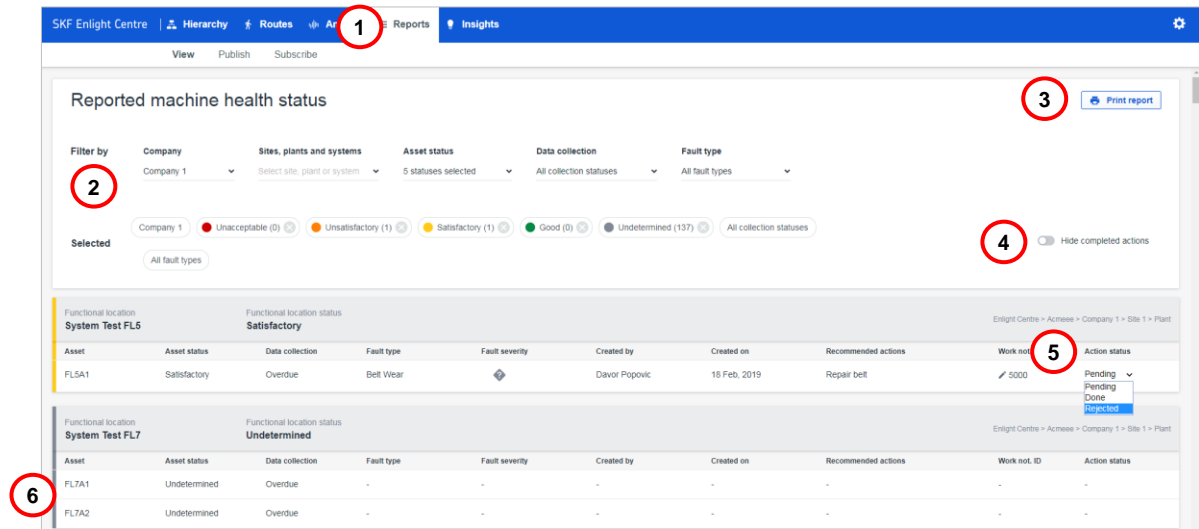 SKF Enlight Centre Hierarchy Routes An 1 Reports Insights
View Publish Subscribe
Reported machine health status
3 Print report
Filter by Company Sites, plants and systems Asset status Data collection Fault type
2 Company 1 Select site, plant or system 5 statuses selected All collection statuses All fault types
Selected Company 1 Unacceptable (0) Unsatisfactory (1) Satisfactory (1) Good (0) Undetermined (137) All collection statuses
All fault types
4 Hide completed actions
Functional location Functional location status
System Test FL5 Satisfactory Enlight Centre > Acmeee > Company 1 > Site 1 > Plant
Asset Asset status Data collection Fault type Fault severity Created by Created on Recommended actions Work not. 5 Action status
FL5A1 Satisfactory Overdue Belt Wear ? Davor Popovic 18 Feb, 2019 Repair belt 5000 Pending
Pending
Done
Rejected
Functional location Functional location status
System Test FL7 Undetermined Enlight Centre > Acmeee > Company 1 > Site 1 > Plant
Asset Asset status Data collection Fault type Fault severity Created by Created on Recommended actions Work not. ID Action status
FL7A1 Undetermined Overdue - - - - - - -
6
FL7A2 Undetermined Overdue - - - - - - -